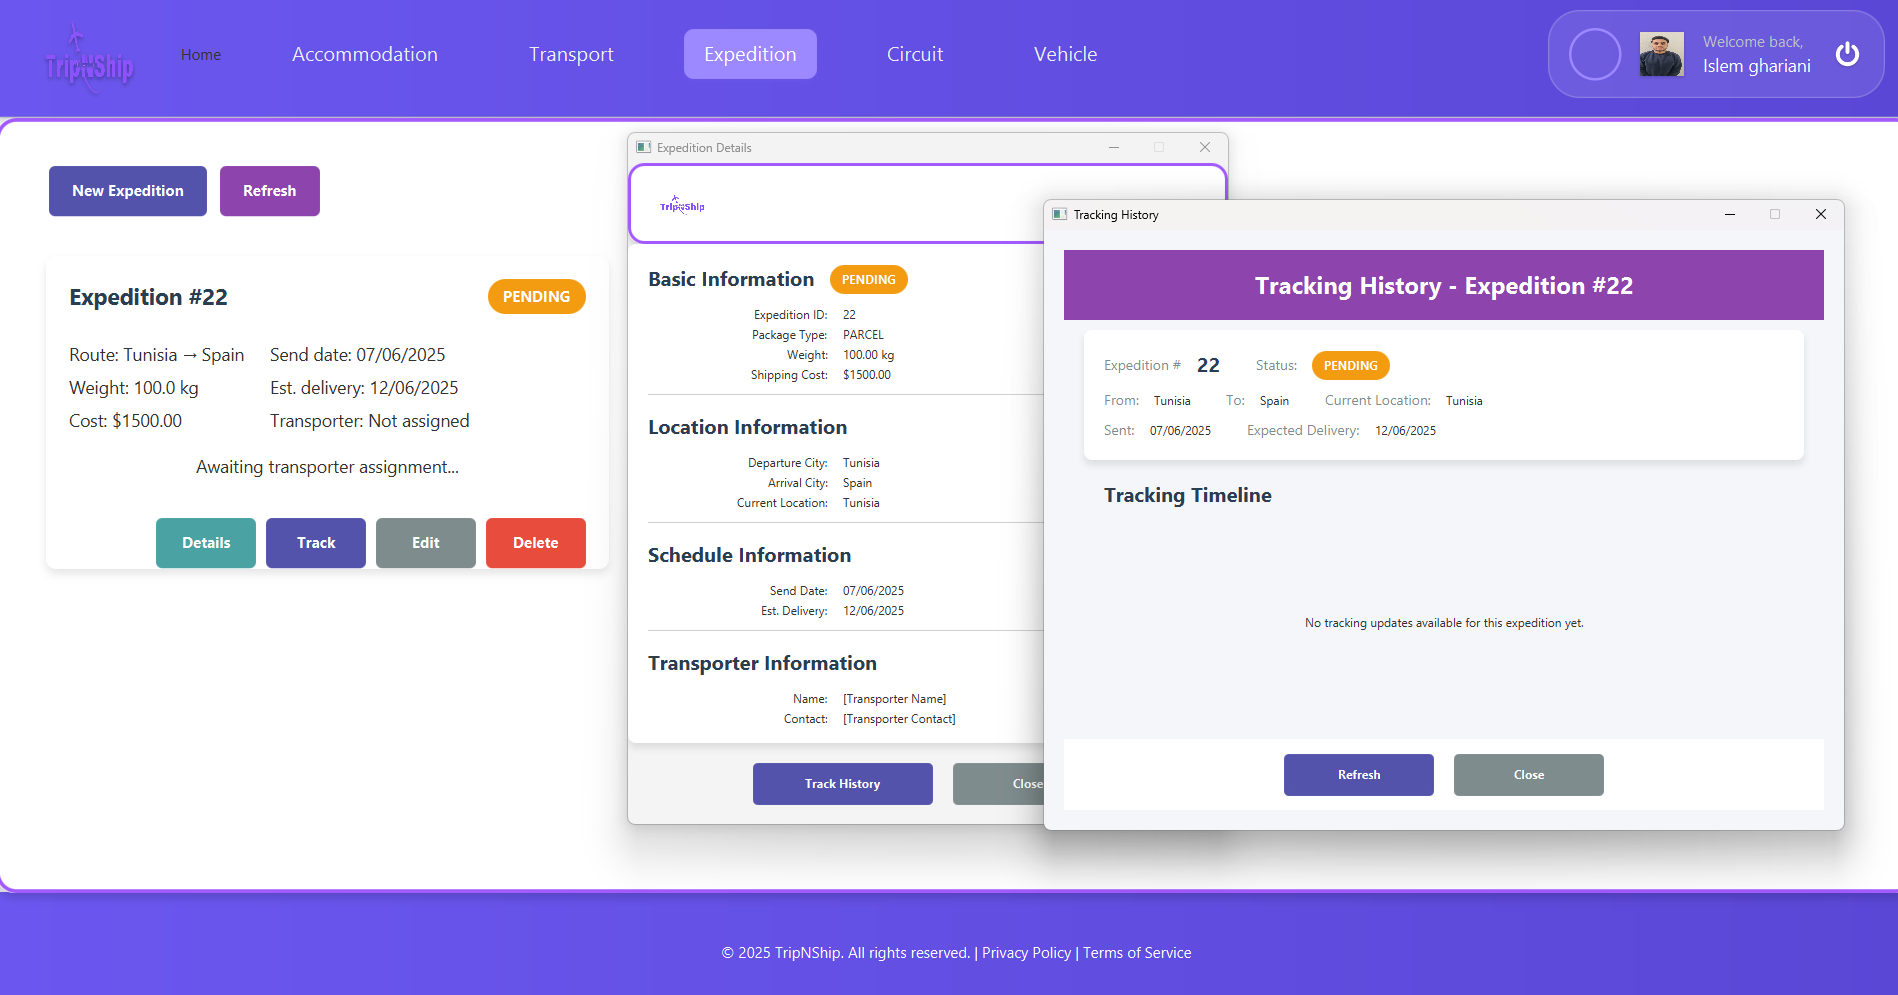 TripNShip
Home
Accommodation
Transport
Expedition
Circuit
Vehicle
Welcome back,
Islem ghariani
New Expedition
Refresh
Expedition #22
PENDING
Route: Tunisia → Spain
Send date: 07/06/2025
Weight: 100.0 kg
Est. delivery: 12/06/2025
Cost: $1500.00
Transporter: Not assigned
Awaiting transporter assignment...
Details
Track
Edit
Delete
Expedition Details
TripNShip
Basic Information
PENDING
Expedition ID: 22
Package Type: PARCEL
Weight: 100.00 kg
Shipping Cost: $1500.00
Location Information
Departure City: Tunisia
Arrival City: Spain
Current Location: Tunisia
Schedule Information
Send Date: 07/06/2025
Est. Delivery: 12/06/2025
Transporter Information
Name: [Transporter Name]
Contact: [Transporter Contact]
Track History
Close
Tracking History
Tracking History - Expedition #22
Expedition # 22 Status: PENDING
From: Tunisia To: Spain Current Location: Tunisia
Sent: 07/06/2025 Expected Delivery: 12/06/2025
Tracking Timeline
No tracking updates available for this expedition yet.
Refresh
Close
© 2025 TripNShip. All rights reserved. | Privacy Policy | Terms of Service